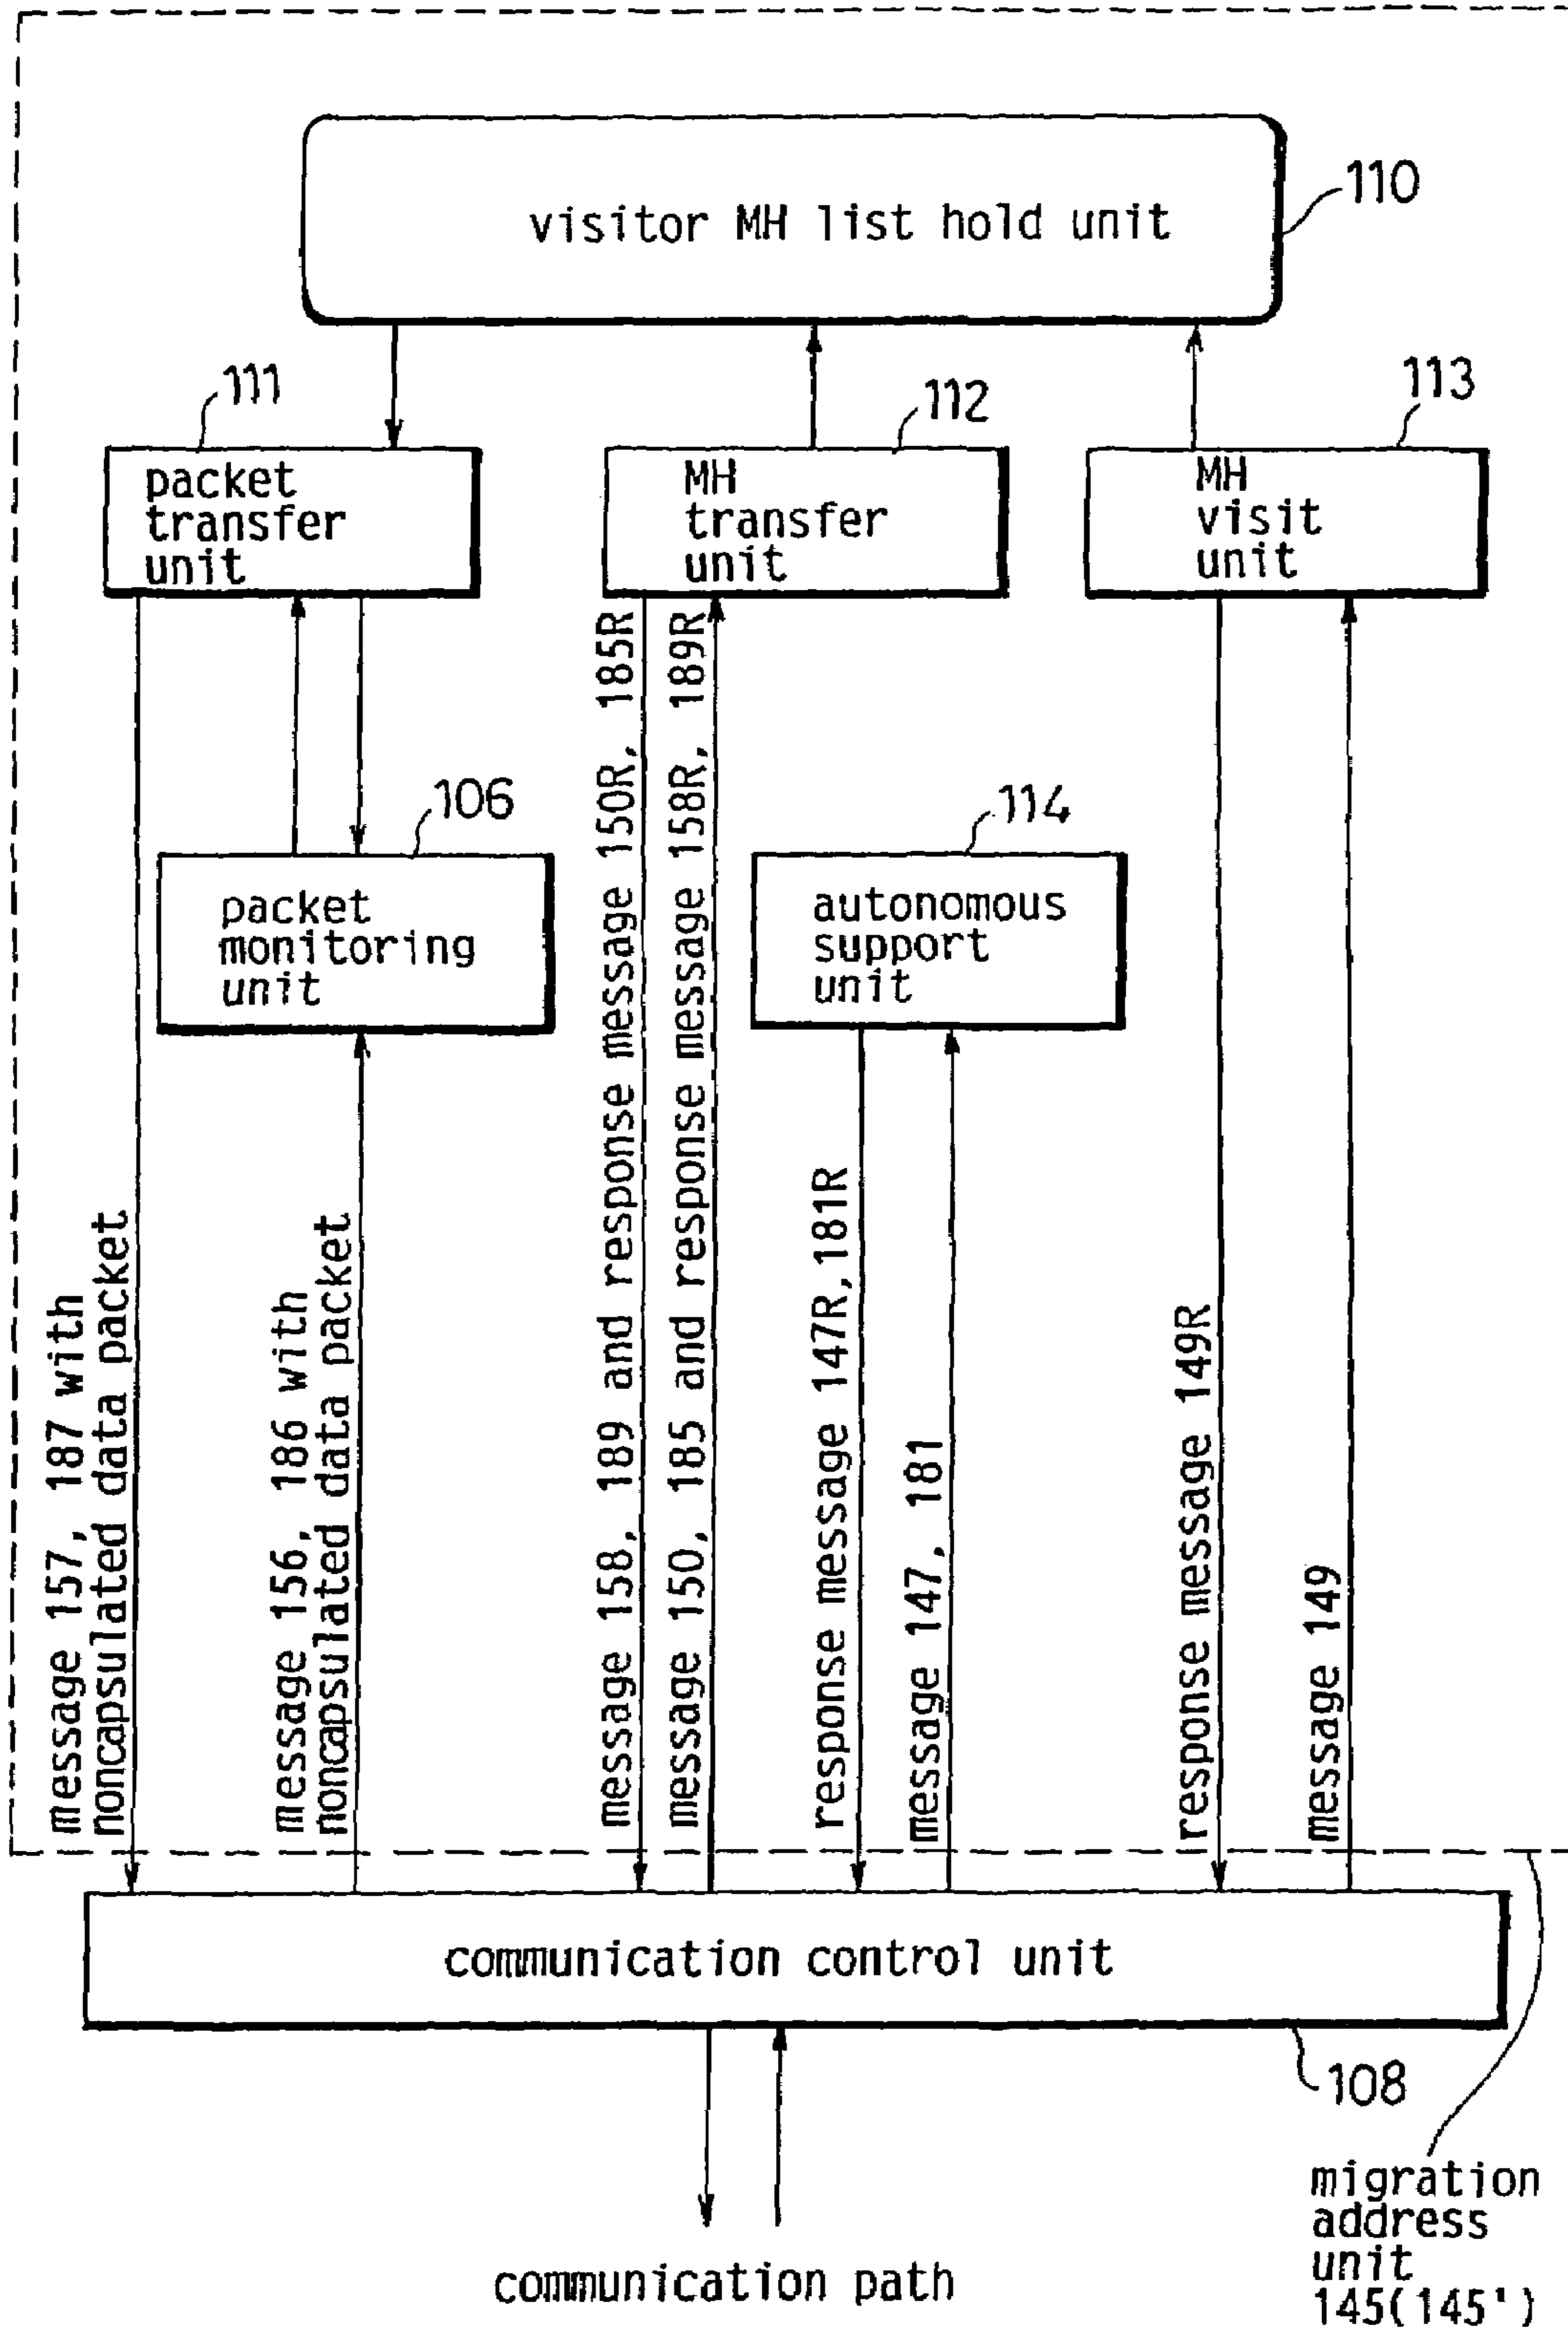 visitor MH list hold unit
110
111
112
113
packet
transfer
unit
MH
transfer
unit
MH
visit
unit
106
114
packet
monitoring
unit
autonomous
support
unit
message 157, 187 with
noncapsulated data packet
message 156, 186 with
noncapsulated data packet
message 158, 189 and response message 150R, 185R
message 150, 185 and response message 158R, 189R
response message 147R,181R
message 147, 181
response message 149R
message 149
communication control unit
108
communication path
migration
address
unit
145(145')